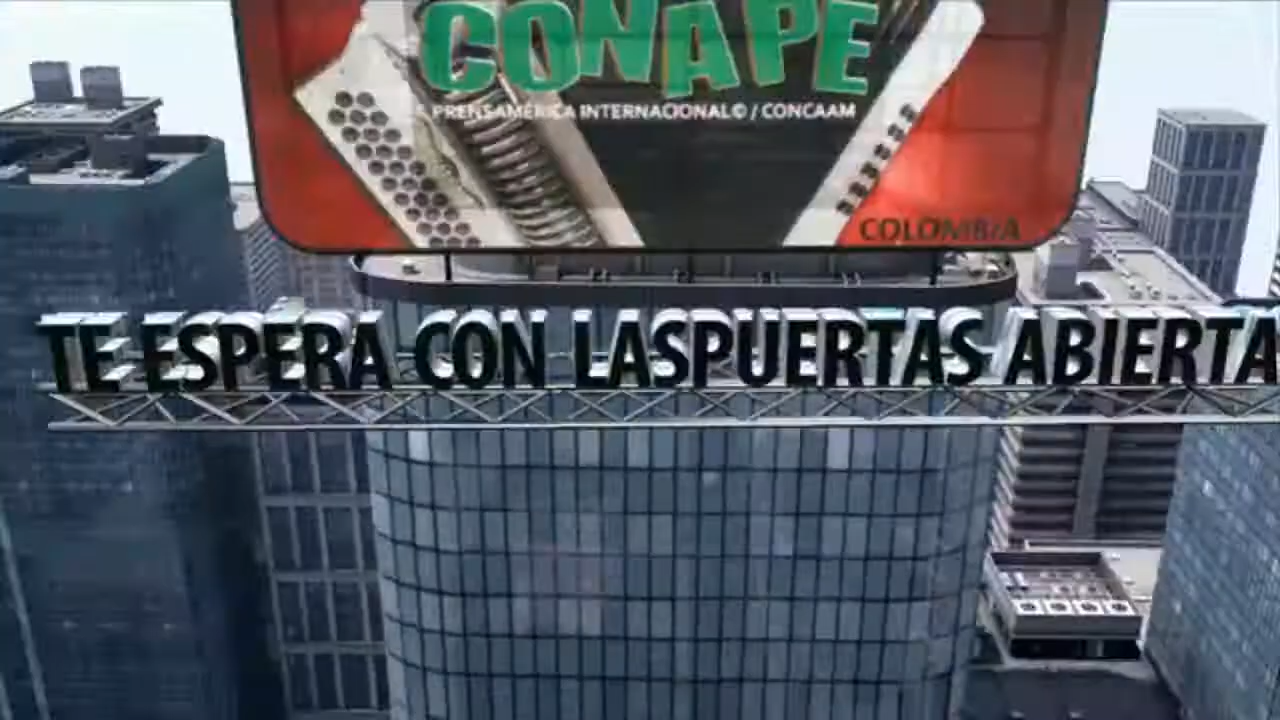 CONAPE
PRENSAMÉRICA INTERNACIONAL© / CONCAAM
COLOMBIA
TE ESPERA CON LASPUERTAS ABIERTA